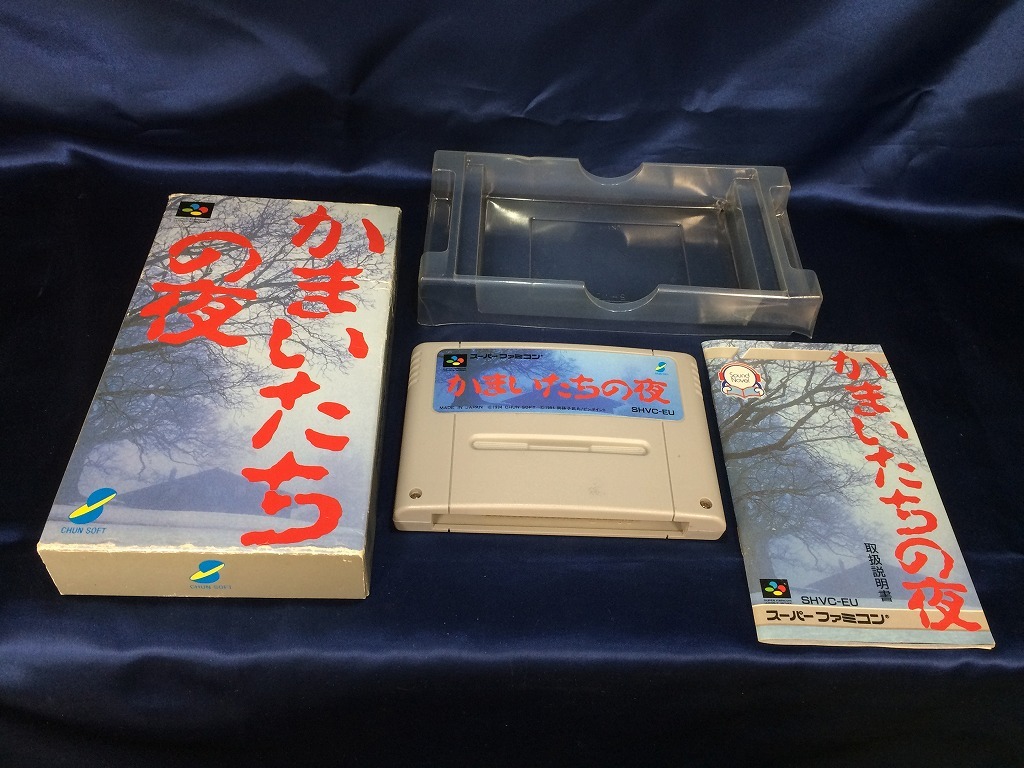 かまいたち
の夜
CHUN SOFT
CHUN SOFT
スーパーファミコン®
かまいたちの夜
MADE IN JAPAN ©1994 CHUN SOFT
SHVC-EU
Sound
Novel
かまいたちの夜
取扱説明書
SHVC-EU
スーパーファミコン®